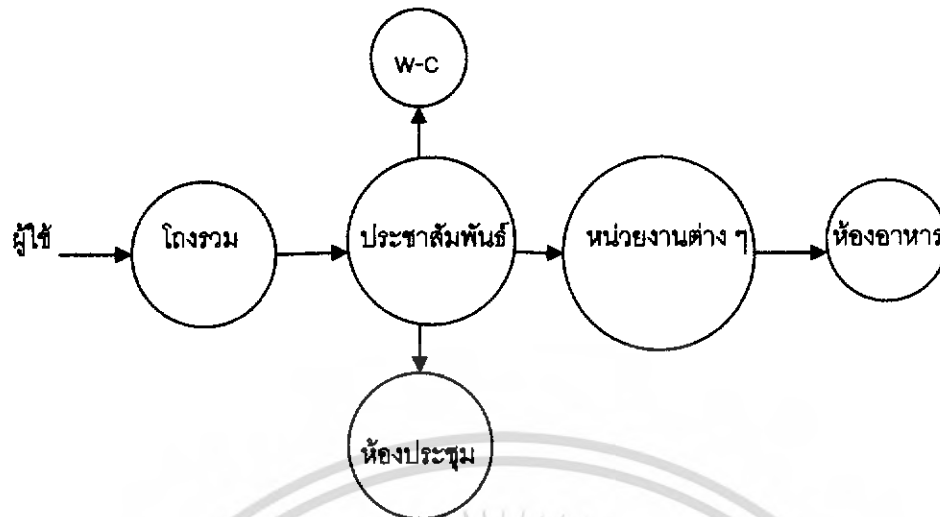 W-C
ผู้ใช้
โถงรวม
ประชาสัมพันธ์
หน่วยงานต่าง ๆ
ห้องอาหาร
ห้องประชุม